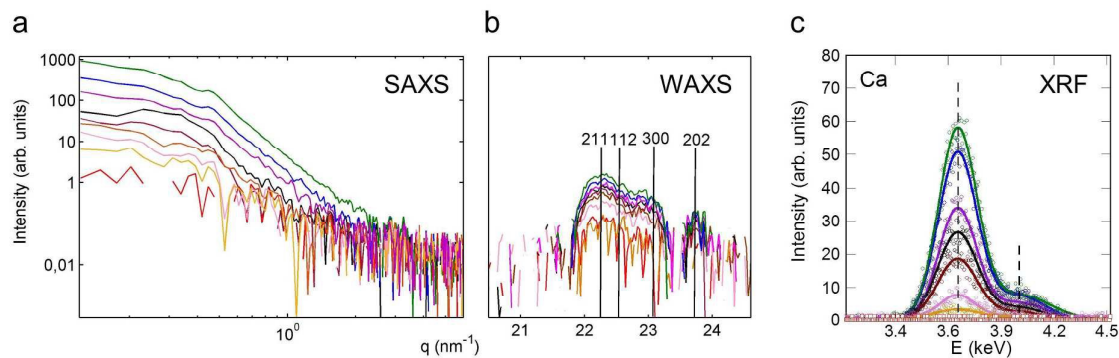 a
SAXS
Intensity (arb. units)
1000
100
10
1
0,01
10⁰
q (nm⁻¹)
b
WAXS
211 112 300 202
21 22 23 24
c
Ca
XRF
Intensity (arb. units)
80
70
60
50
40
30
20
10
0
3.4 3.6 3.9 4.2 4.5
E (keV)